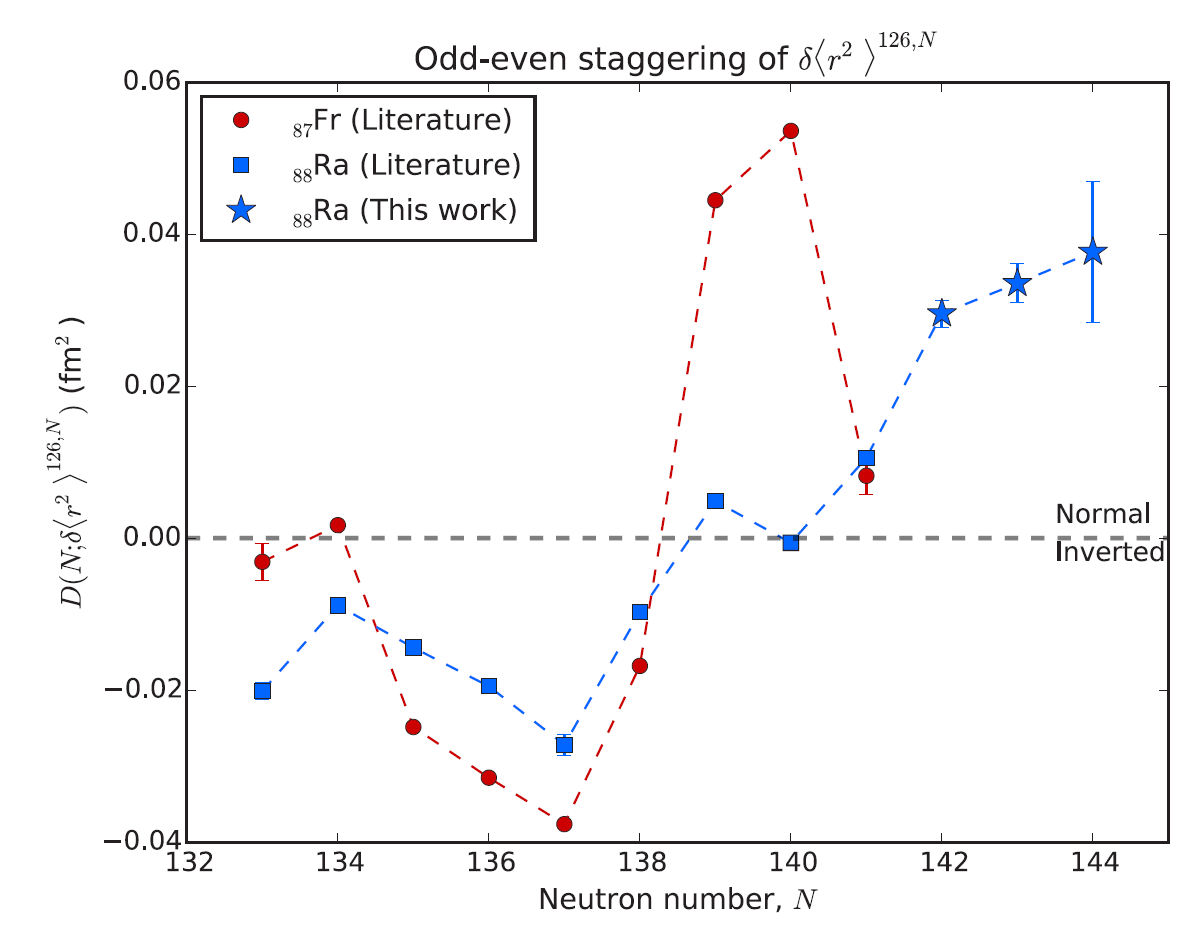 Odd-even staggering of δ⟨r²⟩^{126,N}
₈₇Fr (Literature)
₈₈Ra (Literature)
₈₈Ra (This work)
0.06
0.04
0.02
0.00
−0.02
−0.04
D(N;δ⟨r²⟩^{126,N}) (fm²)
Normal
Inverted
132 134 136 138 140 142 144
Neutron number, N